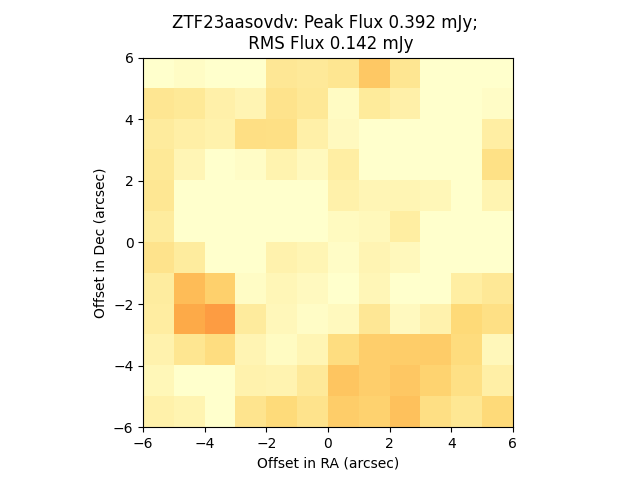 ZTF23aasovdv: Peak Flux 0.392 mJy;
RMS Flux 0.142 mJy
6
4
2
0
−2
−4
−6
Offset in Dec (arcsec)
−6 −4 −2 0 2 4 6
Offset in RA (arcsec)